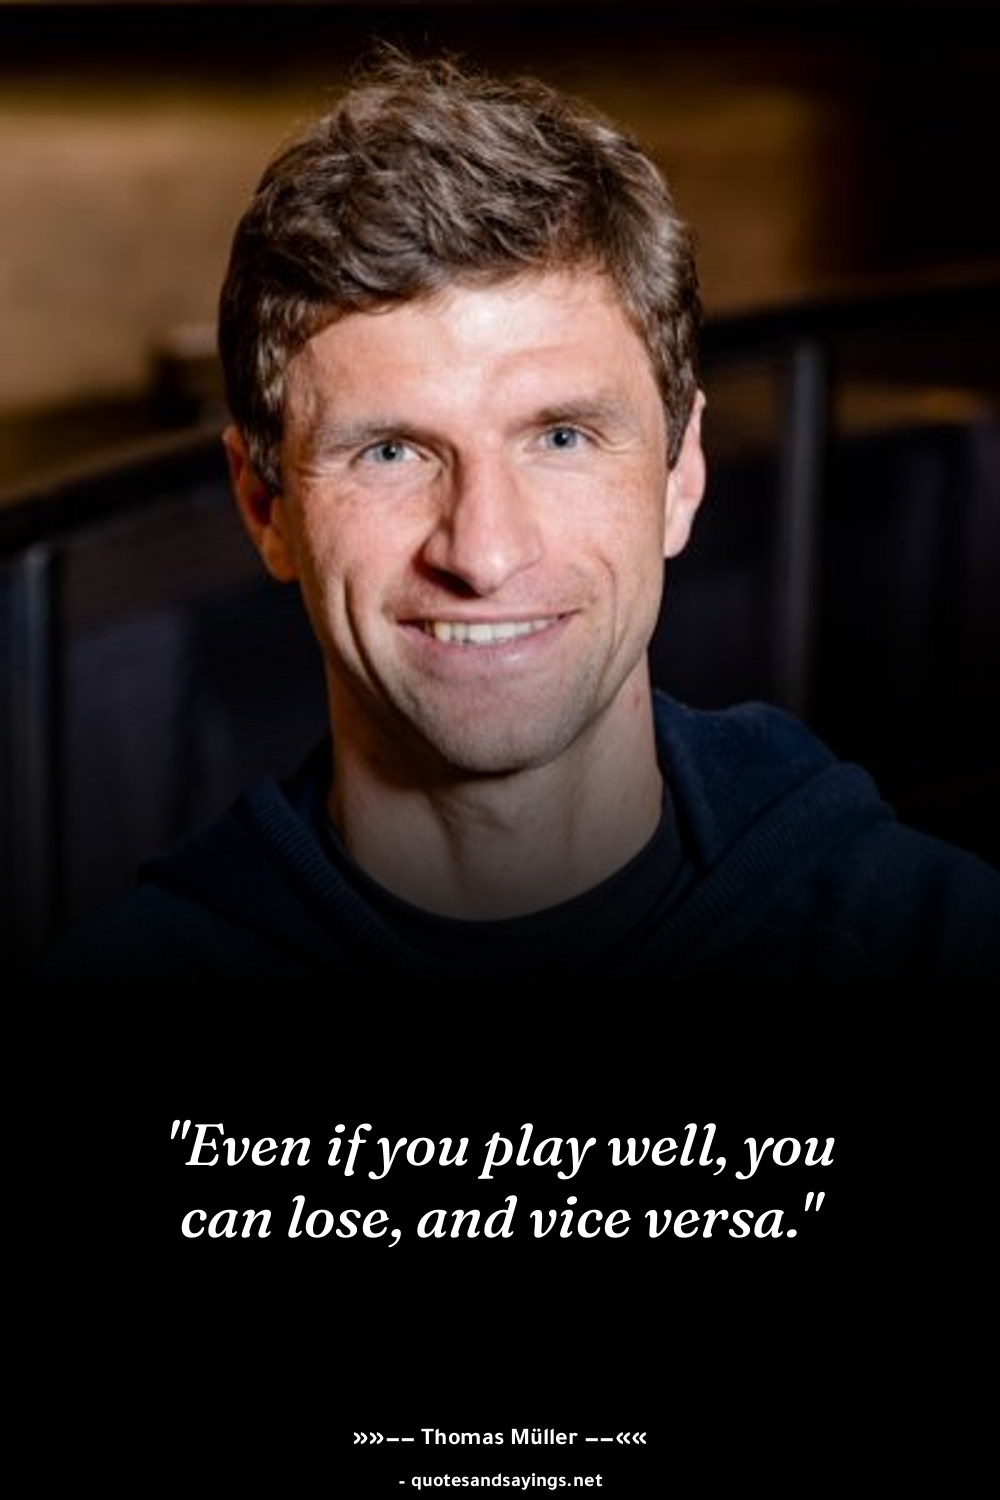 "Even if you play well, you
can lose, and vice versa."
»»-- Thomas Müller --««
- quotesandsayings.net